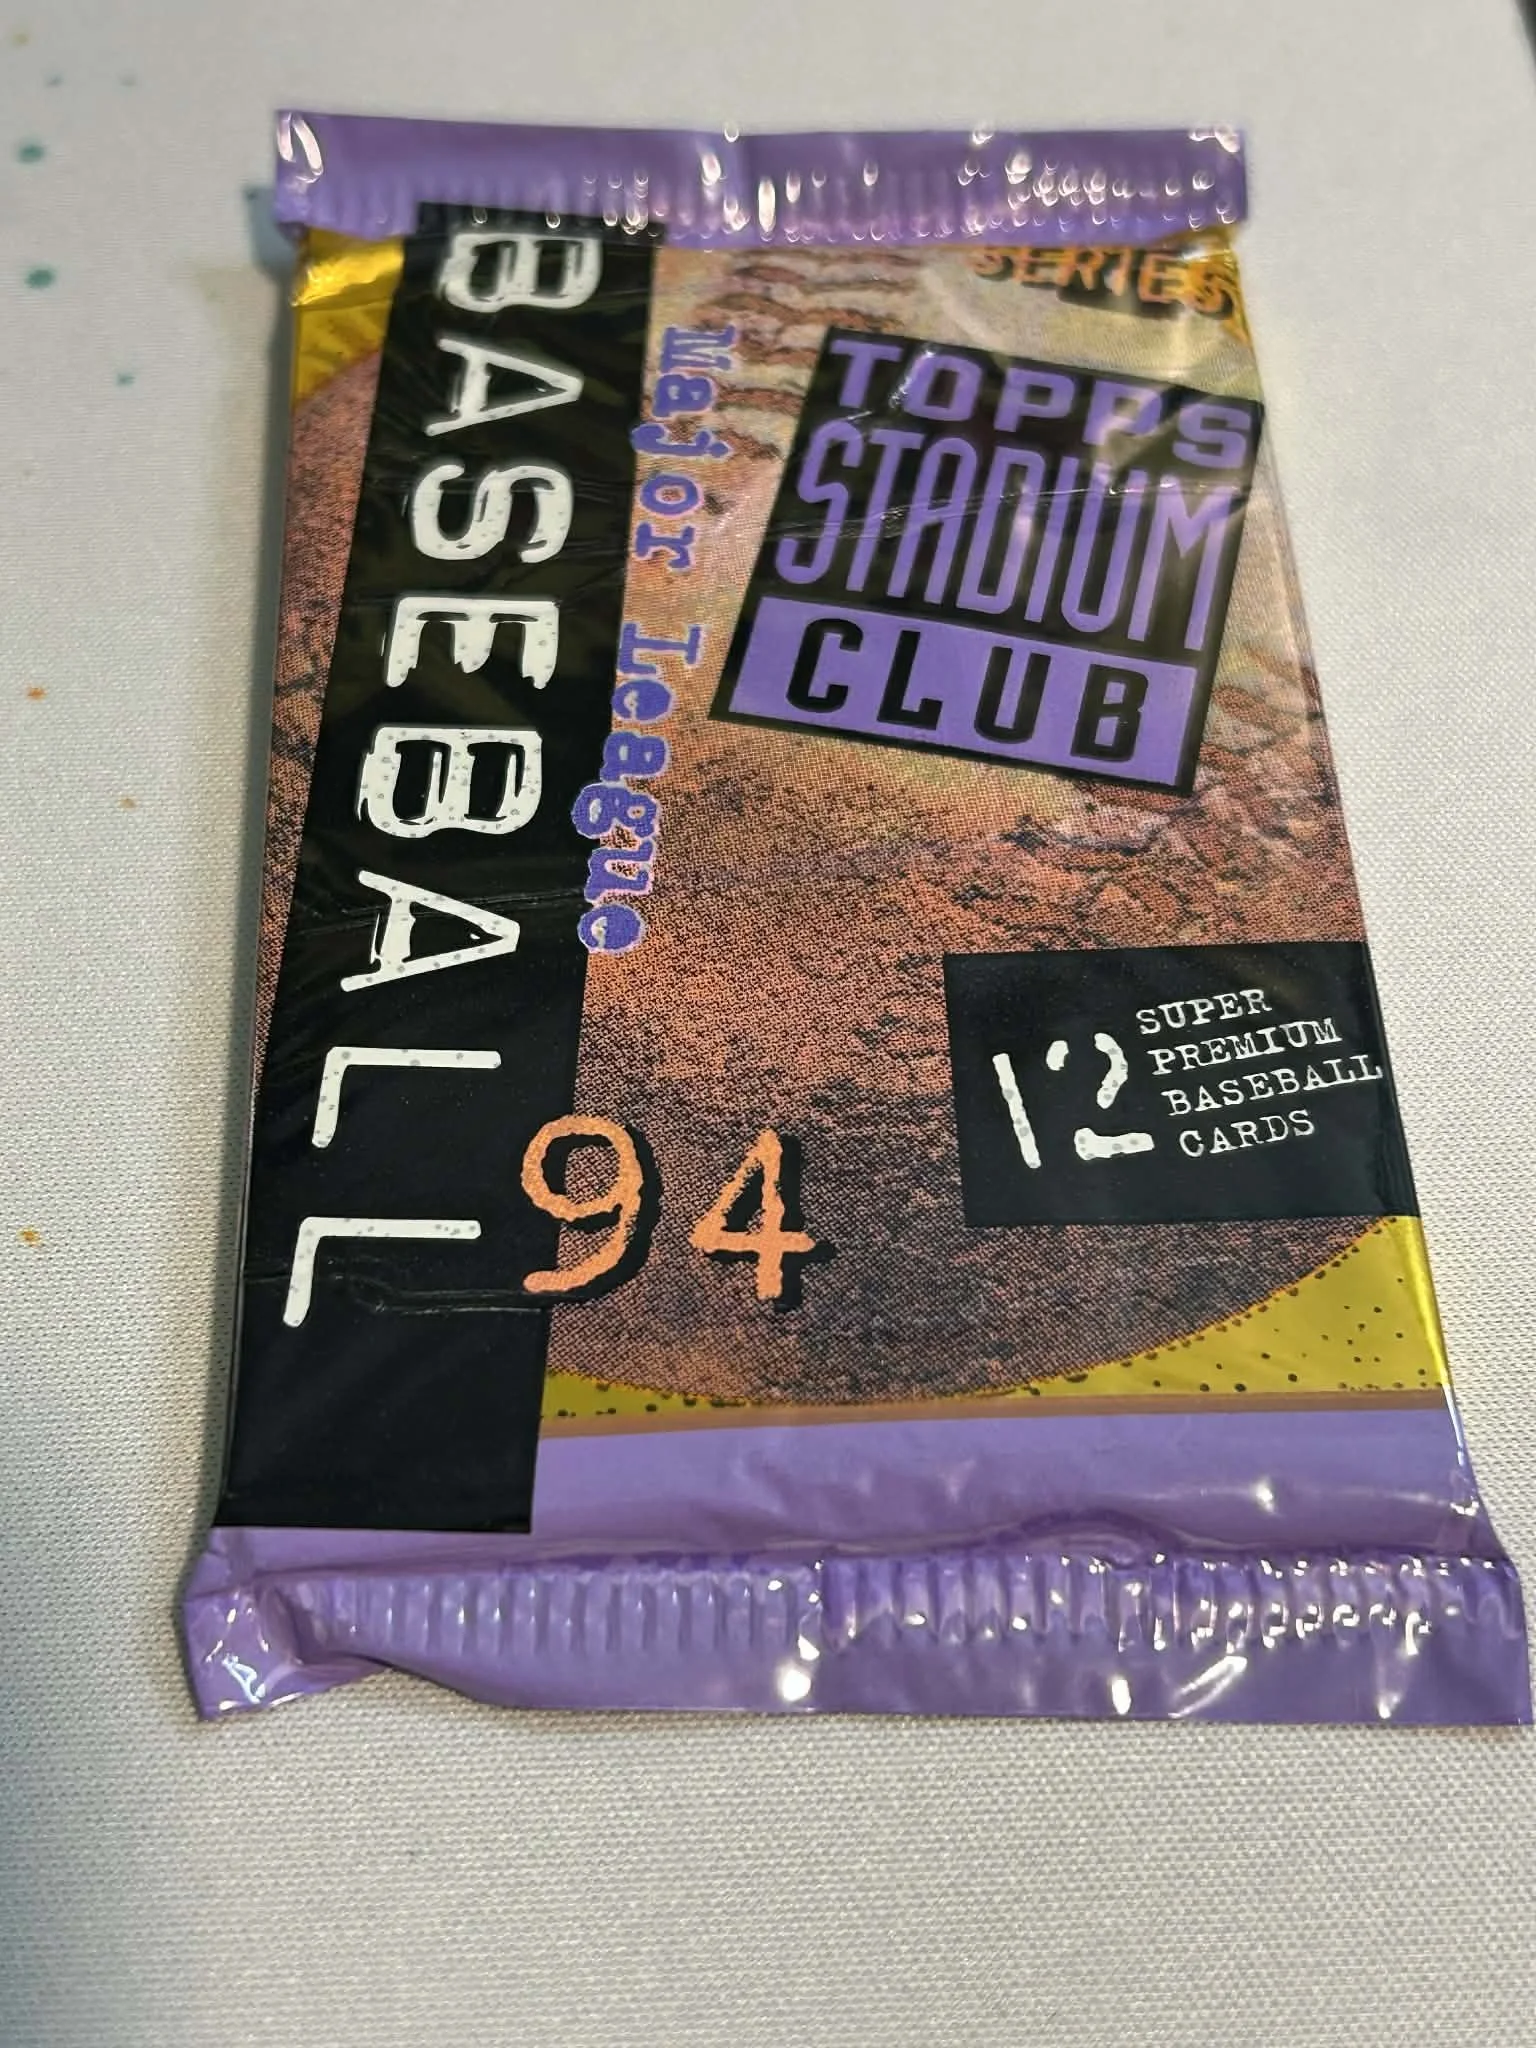 SERIES
TOPPS
STADIUM
CLUB
BASEBALL
Major League
94
12
SUPER
PREMIUM
BASEBALL
CARDS